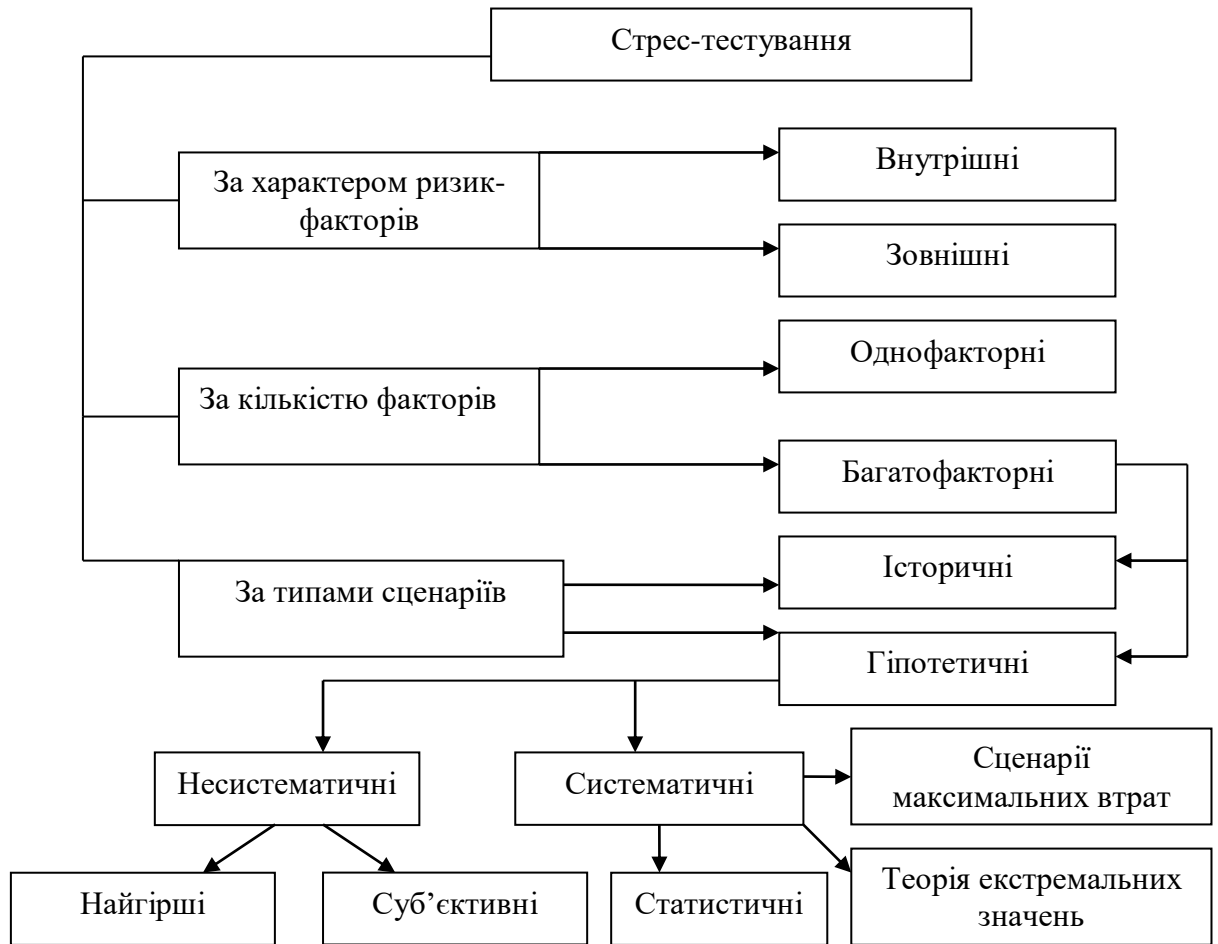 Стрес-тестування
Внутрішні
За характером ризик-
факторів
Зовнішні
Однофакторні
За кількістю факторів
Багатофакторні
Історичні
За типами сценаріїв
Гіпотетичні
Несистематичні
Систематичні
Сценарії
максимальних втрат
Найгірші
Суб’єктивні
Статистичні
Теорія екстремальних
значень